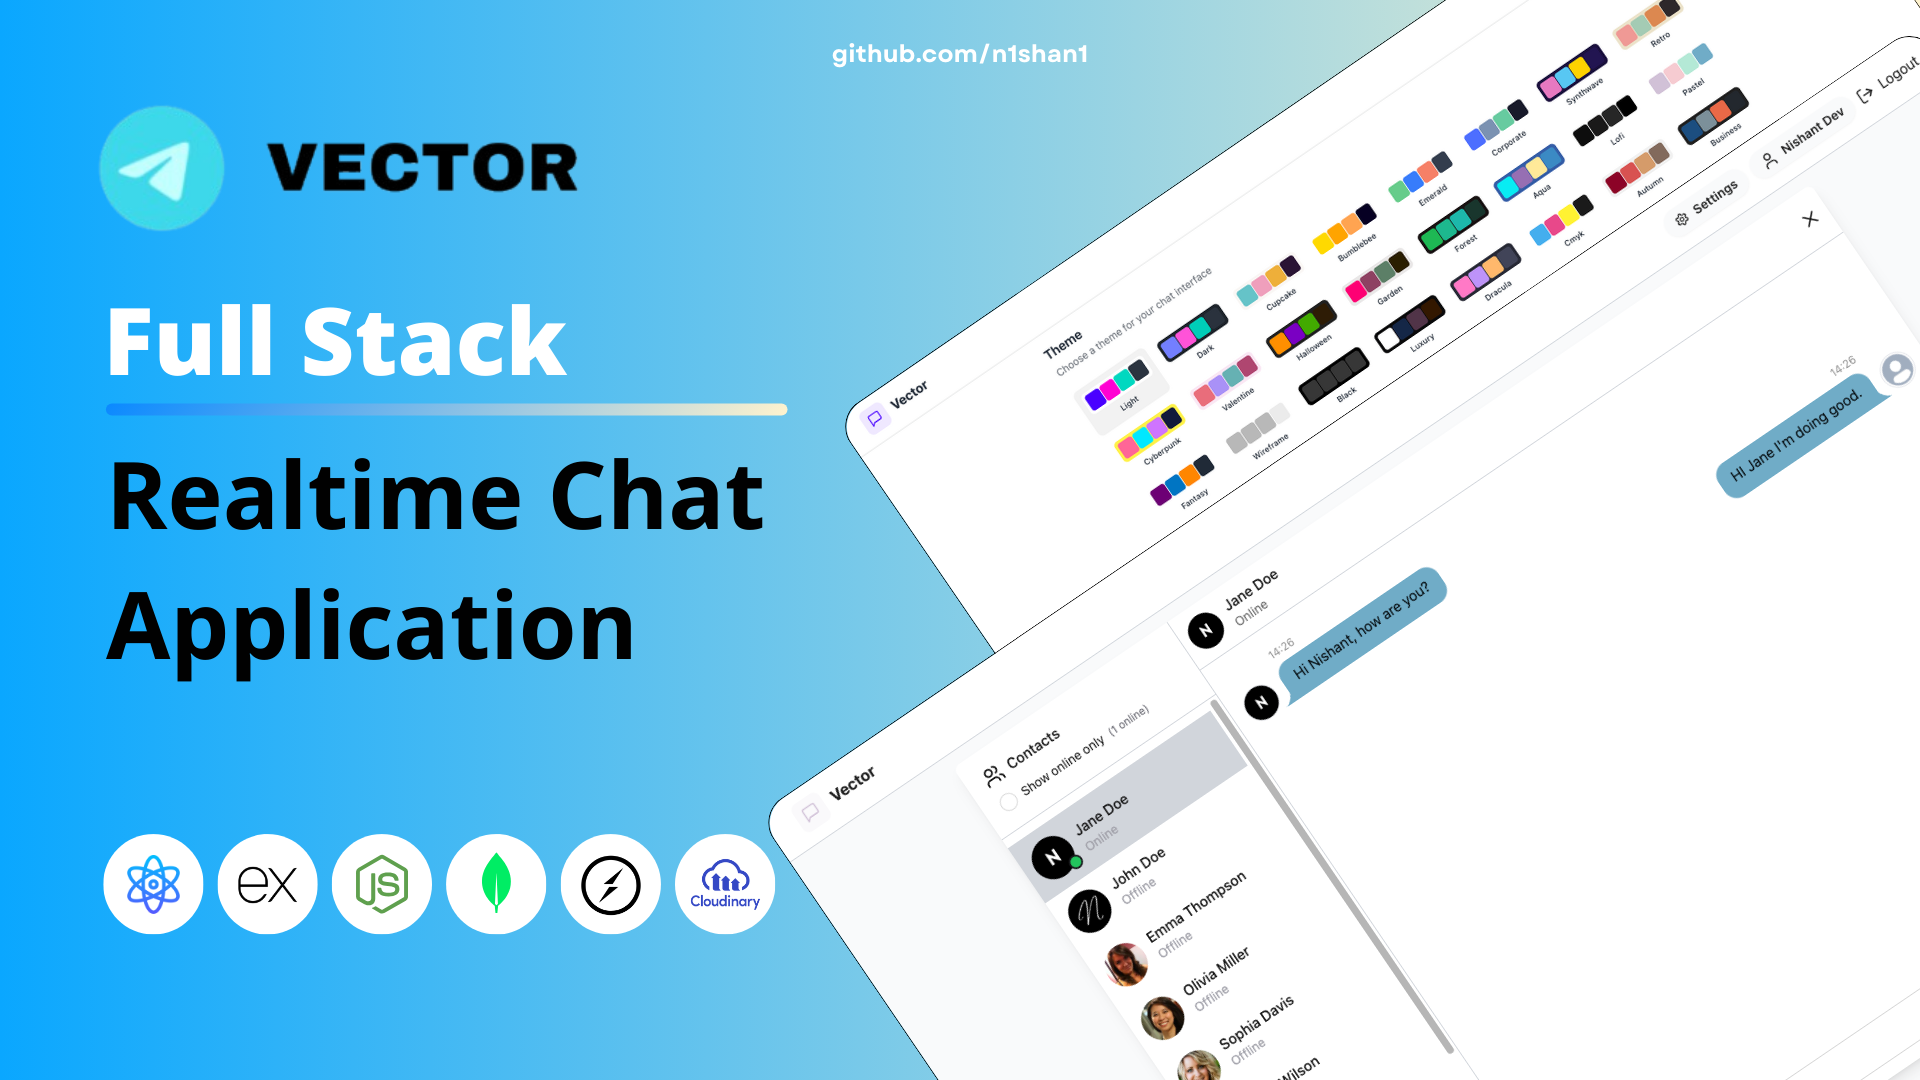 github.com/n1shan1
VECTOR
Full Stack
Realtime Chat
Application
ex
JS
Cloudinary
Vector
Theme
Choose a theme for your chat interface
Light
Dark
Cupcake
Bumblebee
Emerald
Corporate
Synthwave
Retro
Cyberpunk
Valentine
Halloween
Garden
Forest
Aqua
Lofi
Pastel
Fantasy
Wireframe
Black
Luxury
Dracula
Cmyk
Autumn
Business
Vector
Settings
Nishant Dev
Logout
Contacts
Show online only (1 online)
N
Jane Doe
Online
John Doe
Offline
Emma Thompson
Offline
Olivia Miller
Offline
Sophia Davis
Offline
Wilson
N
Jane Doe
Online
14:26
N
Hi Nishant, how are you?
14:26
HI Jane I'm doing good.